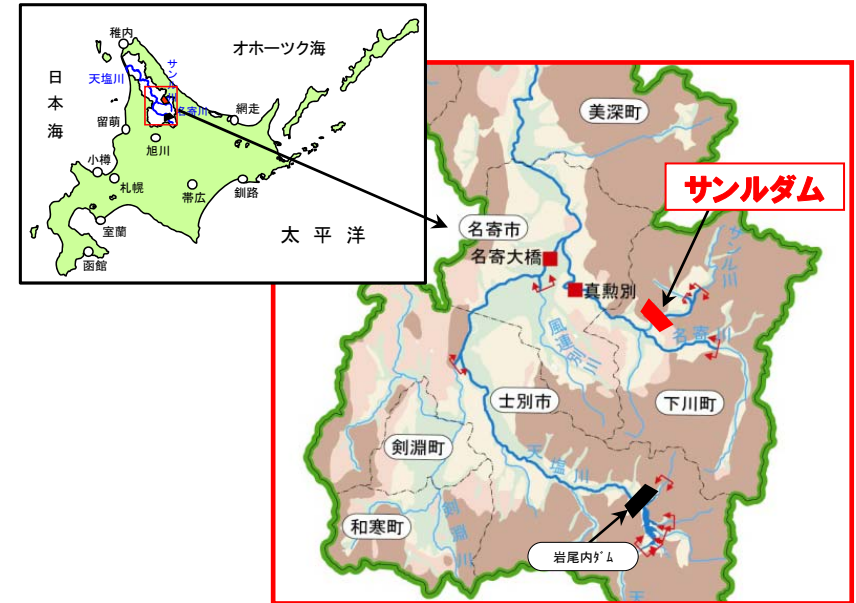 稚内
オホーツク海
サンル川
日本海
天塩川
名寄川
網走
留萌
旭川
小樽
札幌
帯広
釧路
室蘭
太平洋
函館
美深町
サンルダム
名寄市
サンル川
名寄大橋
真勲別
名寄川
風連別川
士別市
下川町
剣淵町
天塩川
和寒町
剣淵川
岩尾内ﾀﾞﾑ
天